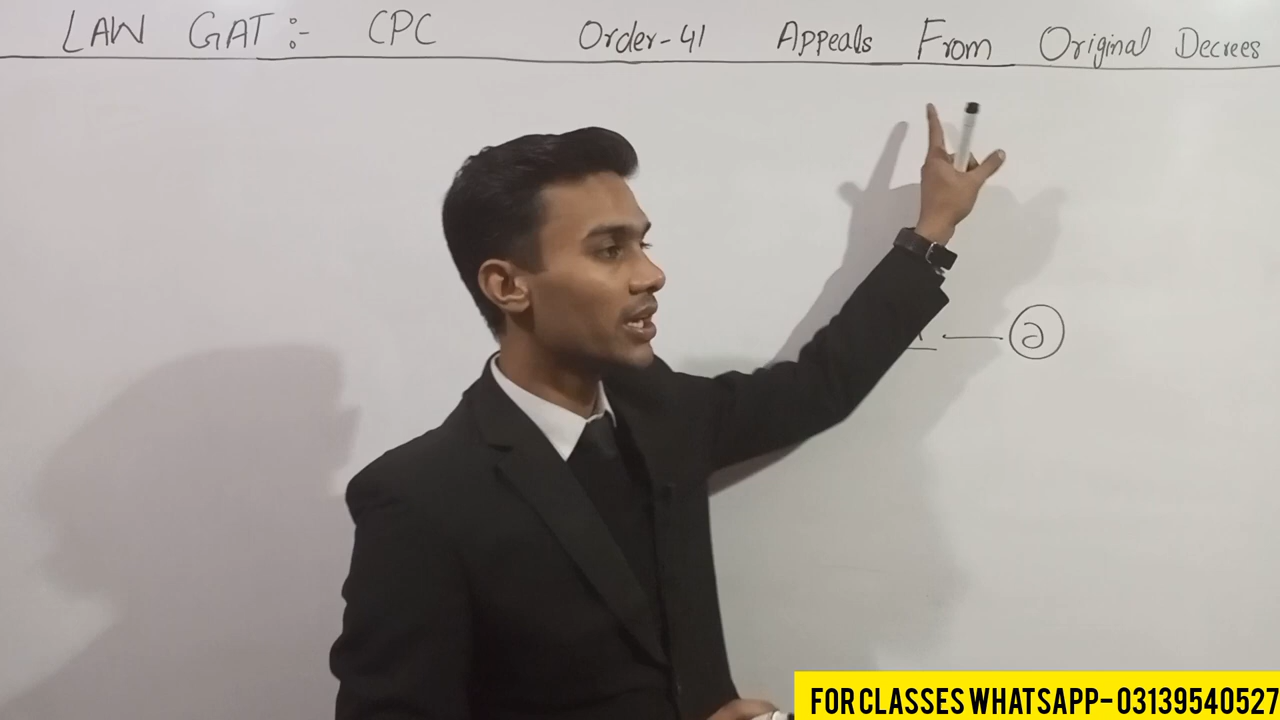 LAW GAT:- CPC Order-41 Appeals From Original Decrees
FOR CLASSES WHATSAPP- 03139540527